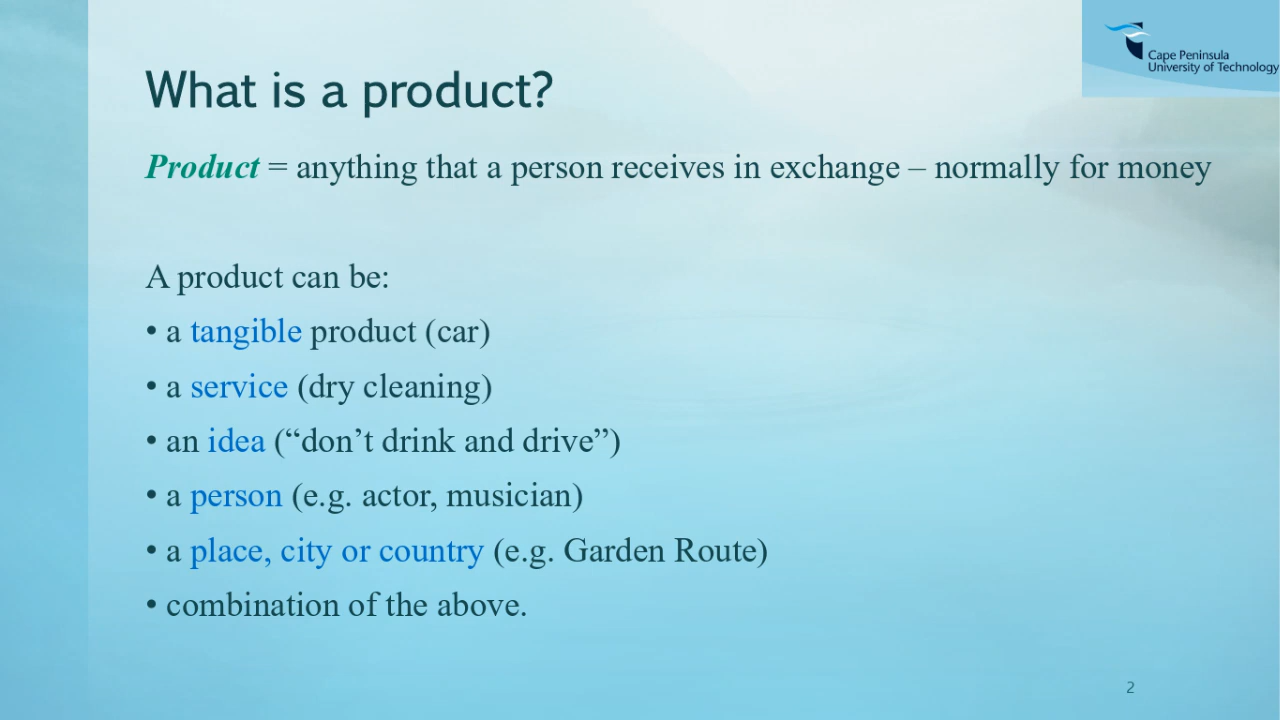 Cape Peninsula
University of Technology
What is a product?
Product = anything that a person receives in exchange – normally for money
A product can be:
• a tangible product (car)
• a service (dry cleaning)
• an idea (“don’t drink and drive”)
• a person (e.g. actor, musician)
• a place, city or country (e.g. Garden Route)
• combination of the above.
2